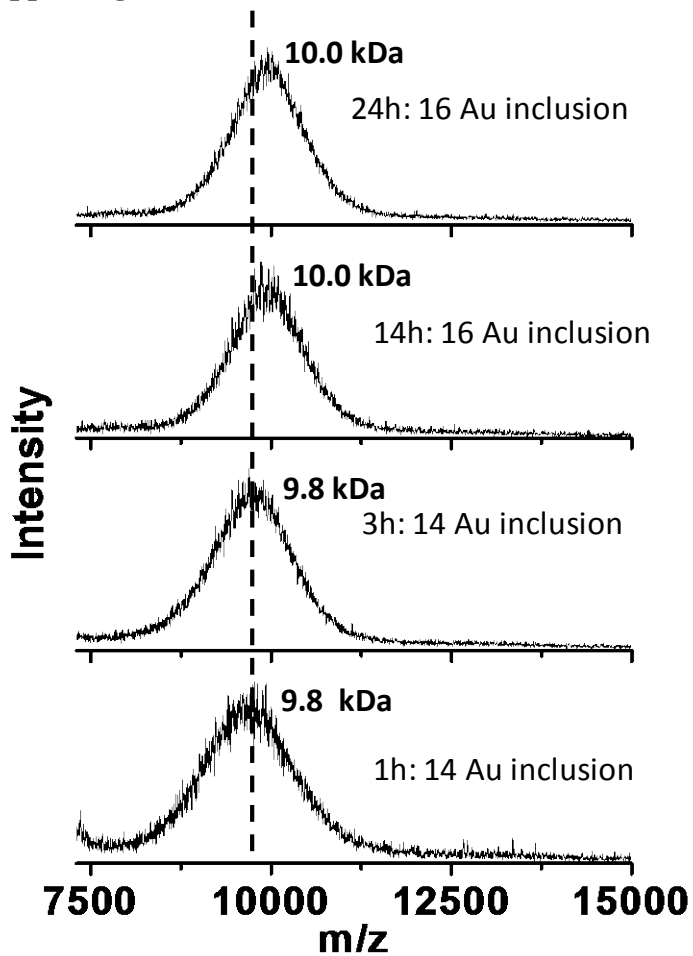 10.0 kDa
24h: 16 Au inclusion
10.0 kDa
14h: 16 Au inclusion
Intensity
9.8 kDa
3h: 14 Au inclusion
9.8 kDa
1h: 14 Au inclusion
7500 10000 12500 15000
m/z